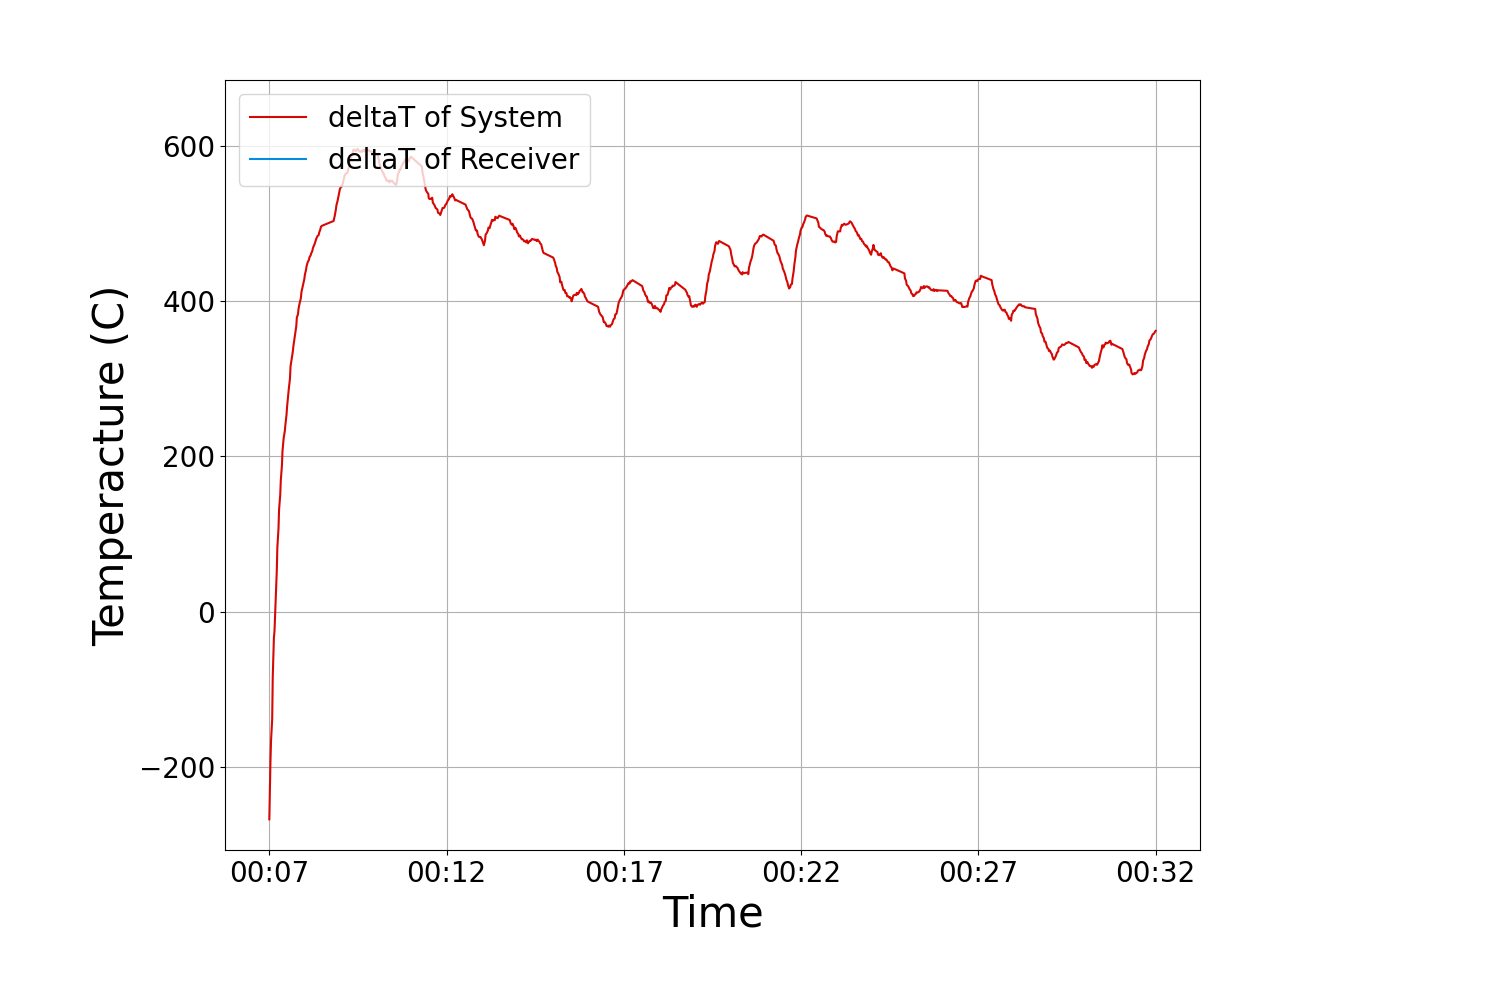 deltaT of System
deltaT of Receiver
600
400
200
0
−200
Temperacture (C)
00:07 00:12 00:17 00:22 00:27 00:32
Time